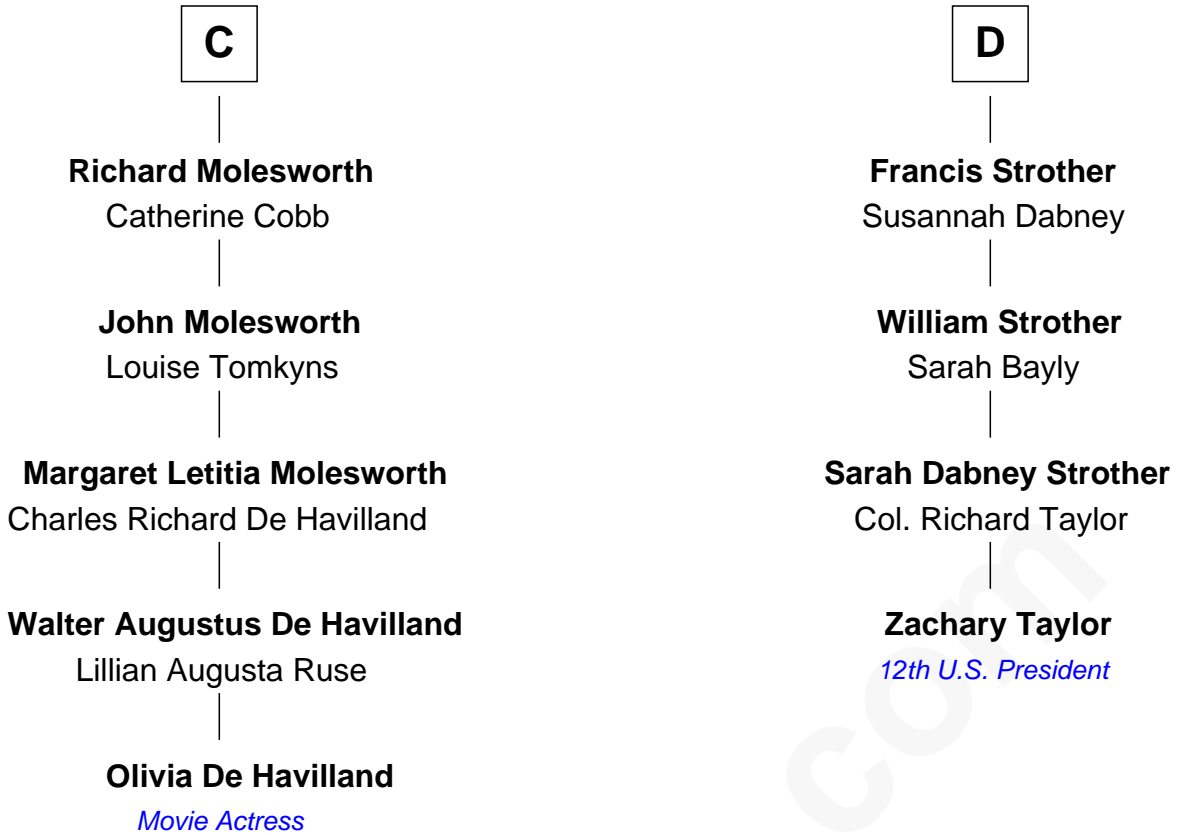 C
Richard Molesworth
Catherine Cobb
John Molesworth
Louise Tomkyns
Margaret Letitia Molesworth
Charles Richard De Havilland
Walter Augustus De Havilland
Lillian Augusta Ruse
Olivia De Havilland
Movie Actress
D
Francis Strother
Susannah Dabney
William Strother
Sarah Bayly
Sarah Dabney Strother
Col. Richard Taylor
Zachary Taylor
12th U.S. President
com